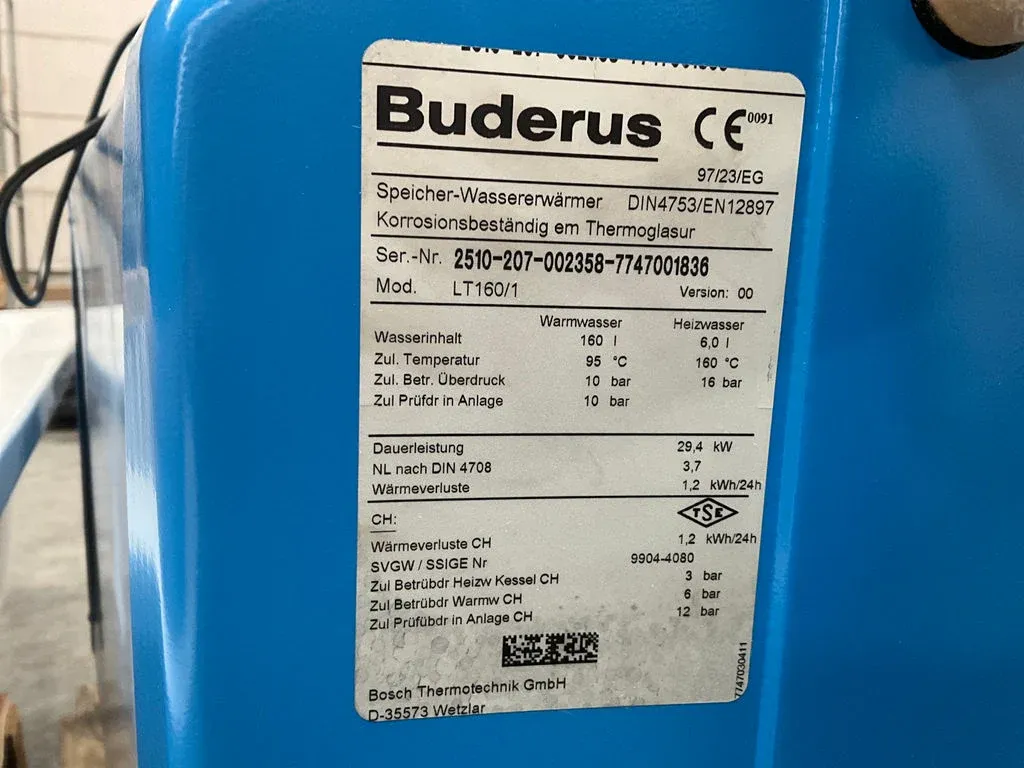 Buderus CE 0091
97/23/EG
Speicher-Wassererwärmer DIN4753/EN12897
Korrosionsbeständig em Thermoglasur
Ser.-Nr. 2510-207-002358-7747001836
Mod. LT160/1 Version: 00
Warmwasser Heizwasser
Wasserinhalt 160 l 6,0 l
Zul. Temperatur 95 °C 160 °C
Zul. Betr. Überdruck 10 bar 16 bar
Zul Prüfdr in Anlage 10 bar
Dauerleistung 29,4 kW
NL nach DIN 4708 3,7
Wärmeverluste 1,2 kWh/24h
TSE
CH:
Wärmeverluste CH 1,2 kWh/24h
SVGW / SSIGE Nr 9904-4080
Zul Betrübdr Heizw Kessel CH 3 bar
Zul Betrübdr Warmw CH 6 bar
Zul Prüfübdr in Anlage CH 12 bar
Bosch Thermotechnik GmbH
D-35573 Wetzlar
7747030411